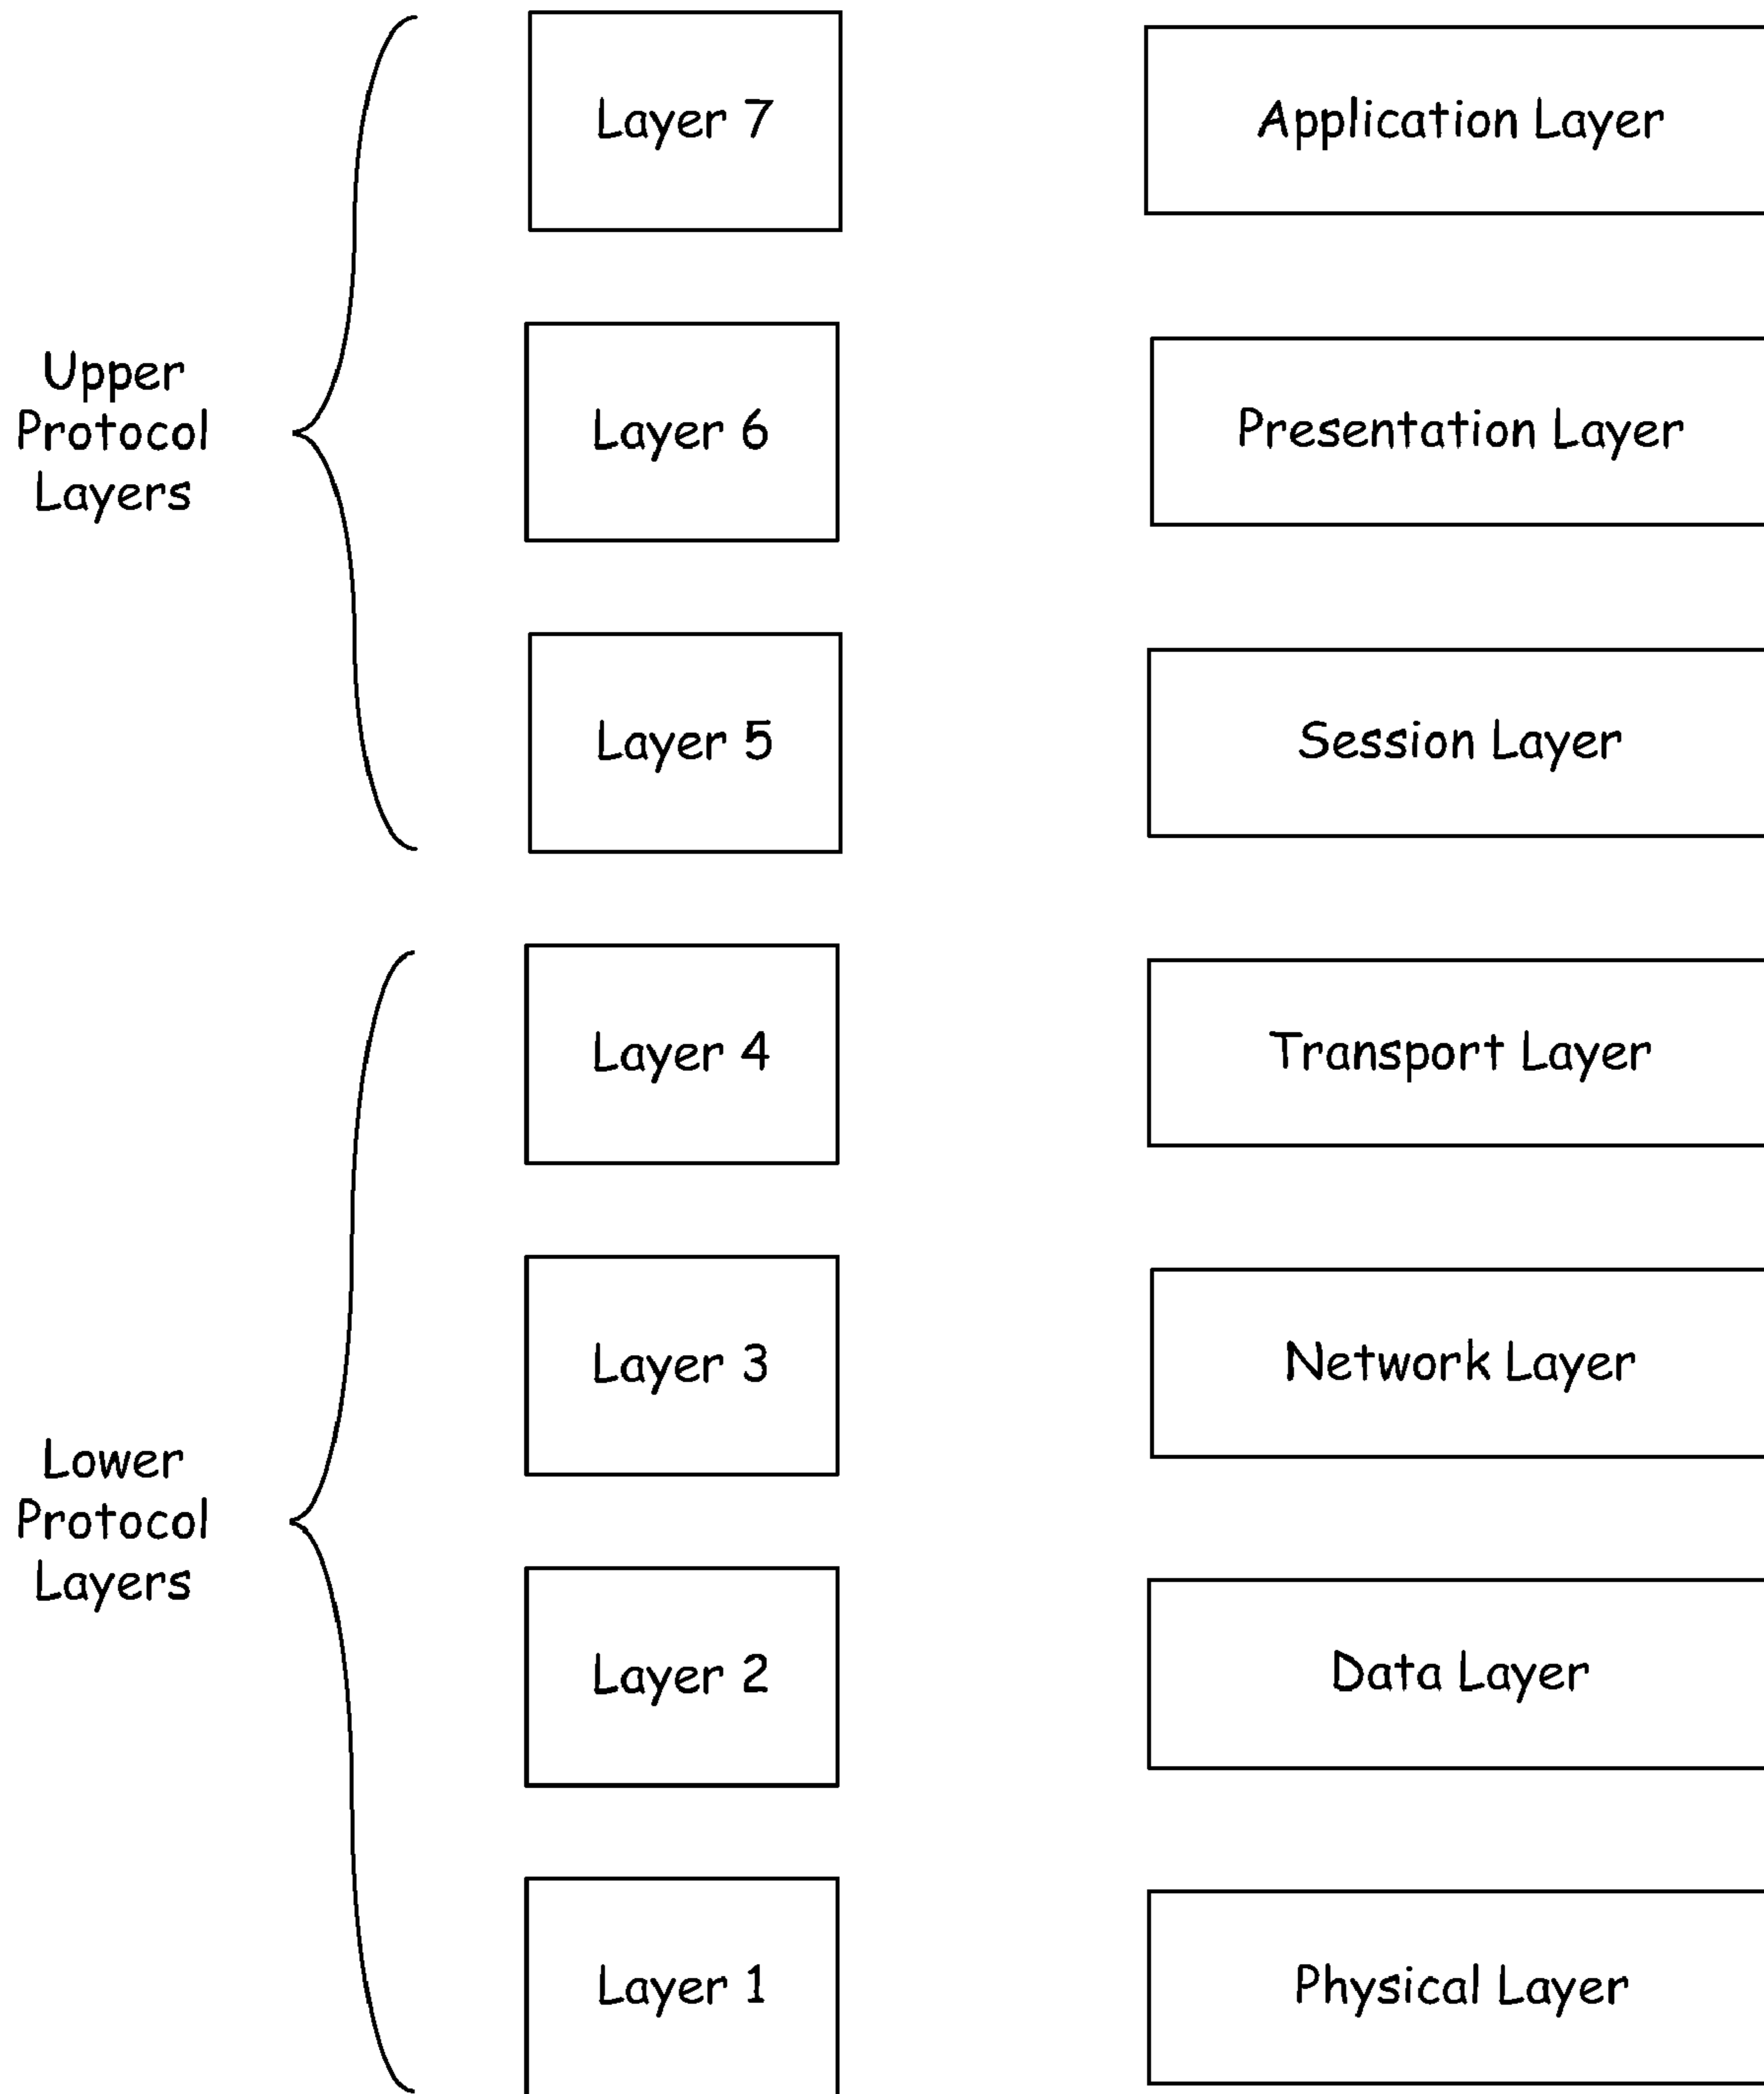 Layer 7
Application Layer
Upper
Protocol
Layers
Layer 6
Presentation Layer
Layer 5
Session Layer
Layer 4
Transport Layer
Layer 3
Network Layer
Lower
Protocol
Layers
Layer 2
Data Layer
Layer 1
Physical Layer